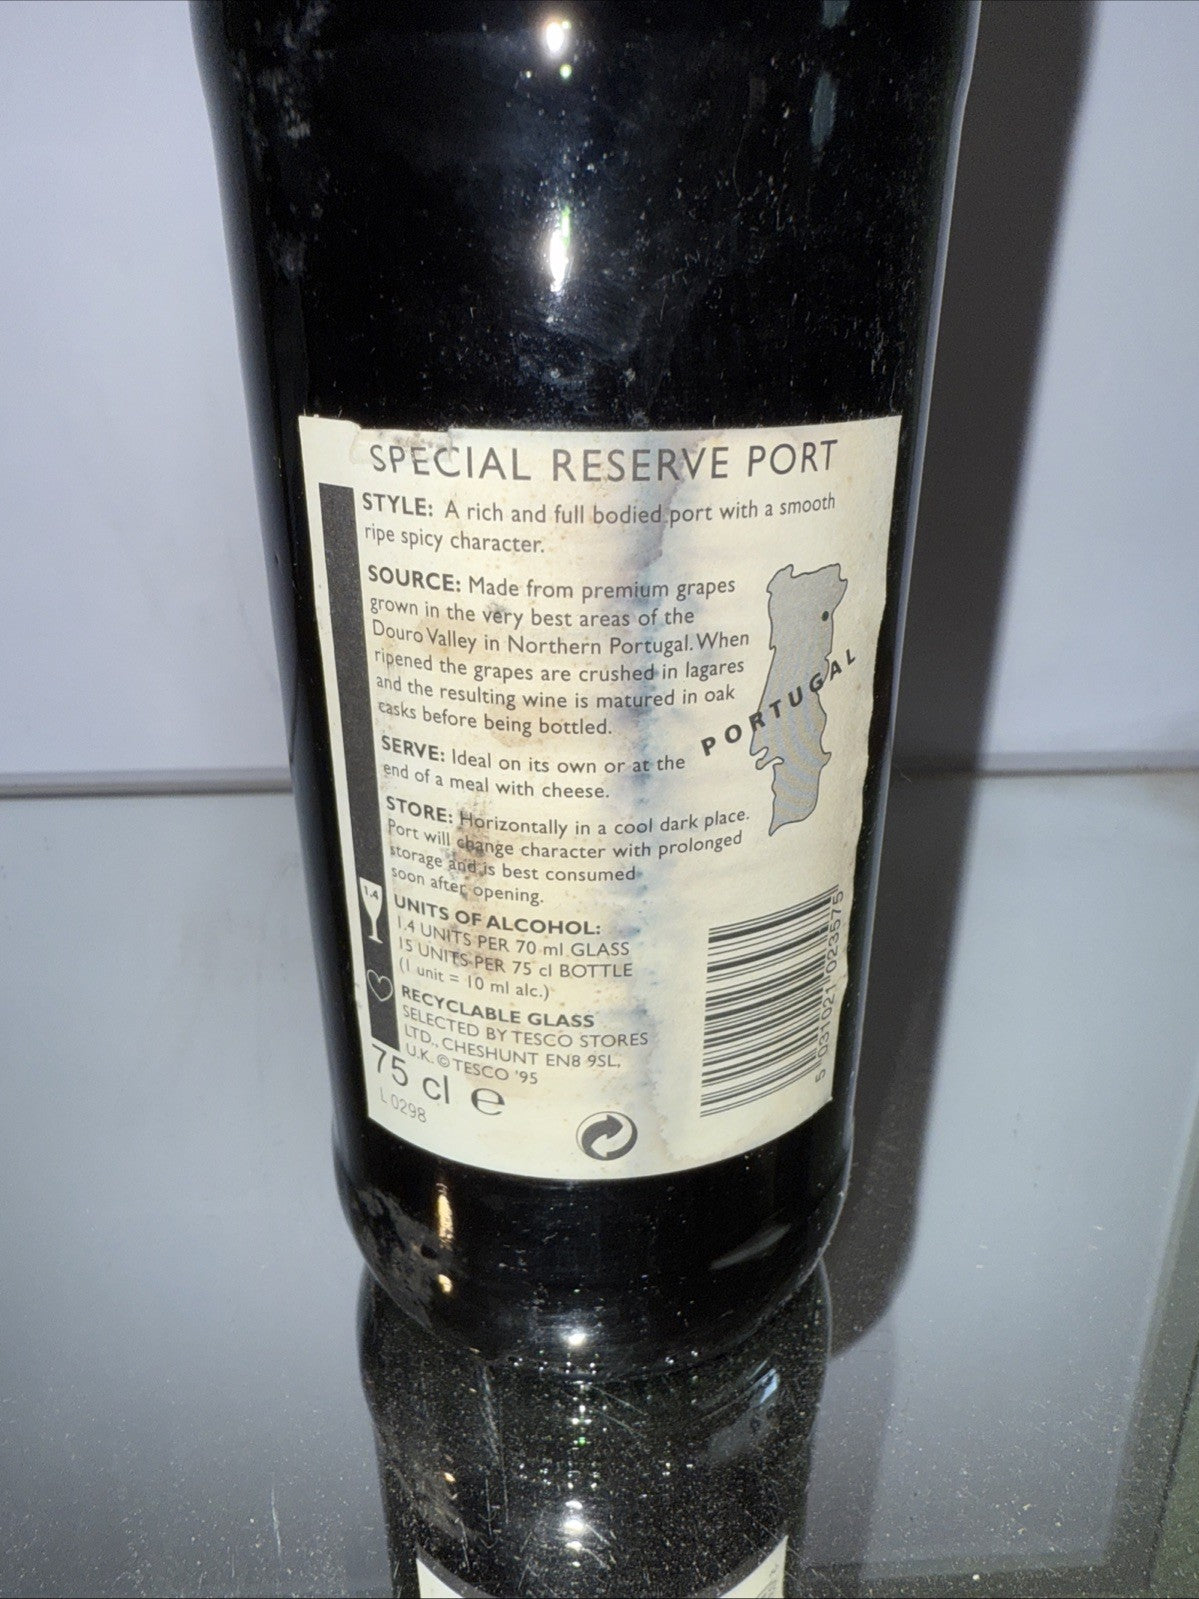 SPECIAL RESERVE PORT
STYLE: A rich and full bodied port with a smooth
ripe spicy character.
SOURCE: Made from premium grapes
grown in the very best areas of the
Douro Valley in Northern Portugal. When
ripened the grapes are crushed in lagares
and the resulting wine is matured in oak
casks before being bottled.
PORTUGAL
SERVE: Ideal on its own or at the
end of a meal with cheese.
STORE: Horizontally in a cool dark place.
Port will change character with prolonged
storage and is best consumed
soon after opening.
1.4
UNITS OF ALCOHOL:
1.4 UNITS PER 70 ml GLASS
15 UNITS PER 75 cl BOTTLE
(1 unit = 10 ml alc.)
RECYCLABLE GLASS
SELECTED BY TESCO STORES
LTD., CHESHUNT EN8 9SL,
U.K. © TESCO '95
75 cl e
L 0298
5 031021 023575